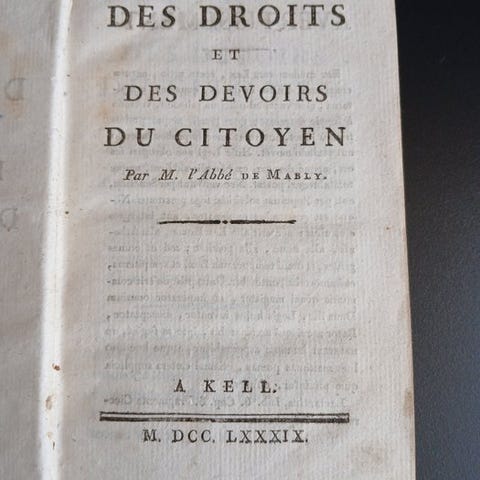 DES DROITS
ET
DES DEVOIRS
DU CITOYEN
Par M. l'Abbé DE MABLY.
A KELL.
M. DCC. LXXXIX.